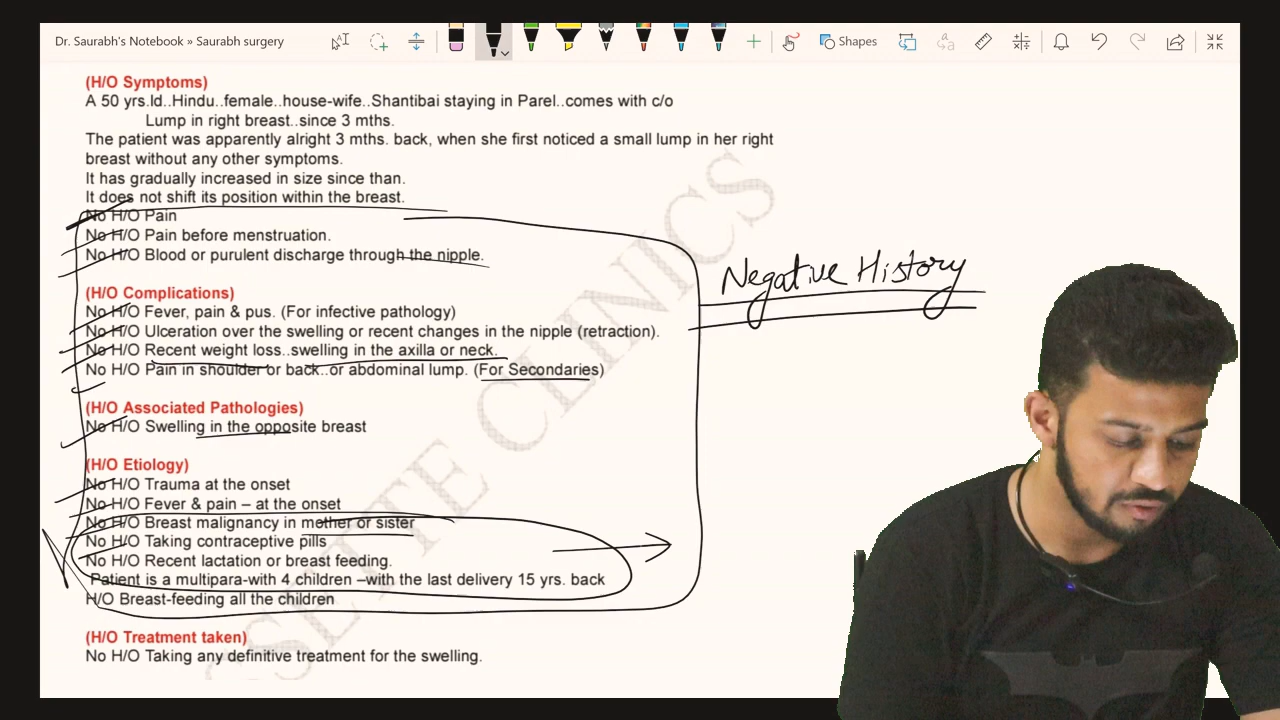 Dr. Saurabh's Notebook » Saurabh surgery
Shapes
(H/O Symptoms)
A 50 yrs.ld..Hindu..female..house-wife..Shantibai staying in Parel..comes with c/o
Lump in right breast..since 3 mths.
The patient was apparently alright 3 mths. back, when she first noticed a small lump in her right
breast without any other symptoms.
It has gradually increased in size since than.
It does not shift its position within the breast.
No H/O Pain
No H/O Pain before menstruation.
No H/O Blood or purulent discharge through the nipple.
Negative History
(H/O Complications)
No H/O Fever, pain & pus. (For infective pathology)
No H/O Ulceration over the swelling or recent changes in the nipple (retraction).
No H/O Recent weight loss..swelling in the axilla or neck.
No H/O Pain in shoulder or back..or abdominal lump. (For Secondaries)
(H/O Associated Pathologies)
No H/O Swelling in the opposite breast
(H/O Etiology)
No H/O Trauma at the onset
No H/O Fever & pain – at the onset
No H/O Breast malignancy in mother or sister
No H/O Taking contraceptive pills
No H/O Recent lactation or breast feeding.
Patient is a multipara-with 4 children –with the last delivery 15 yrs. back
H/O Breast-feeding all the children
(H/O Treatment taken)
No H/O Taking any definitive treatment for the swelling.